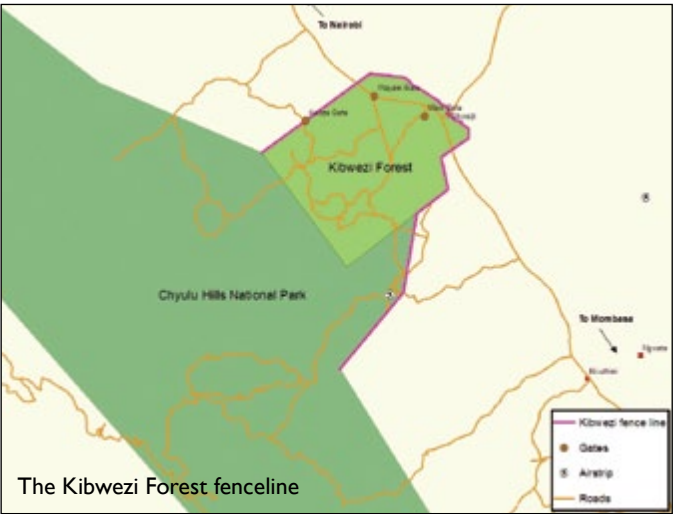 To Nairobi
Kibwezi Forest
Chyulu Hills National Park
To Mombasa
Kibwezi fence line
Gates
Airstrip
Roads
The Kibwezi Forest fenceline